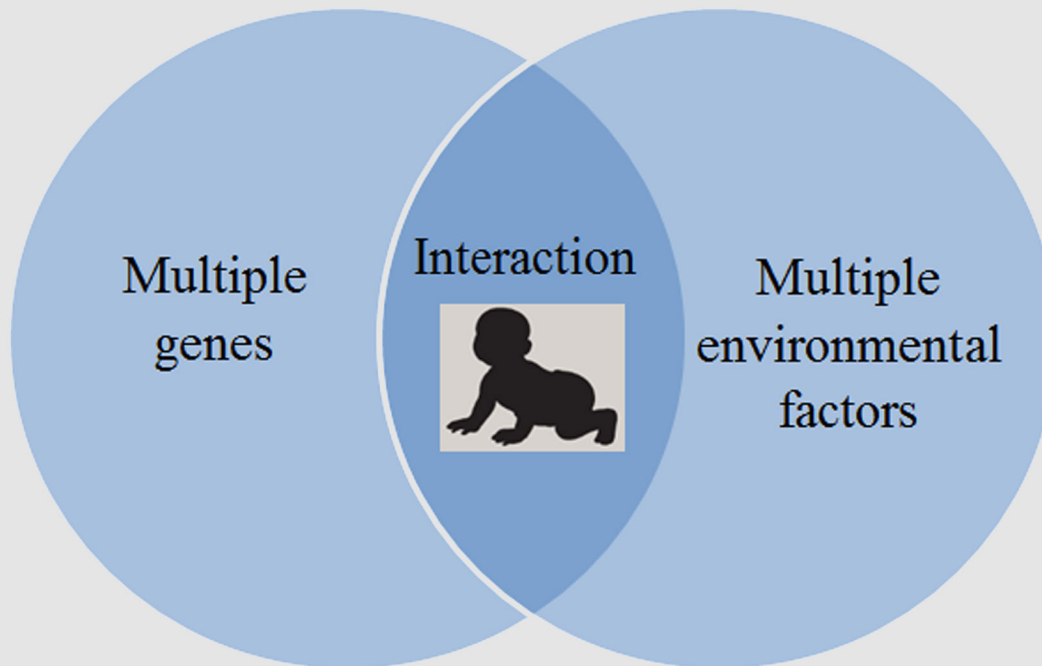 Multiple
genes
Interaction
Multiple
environmental
factors